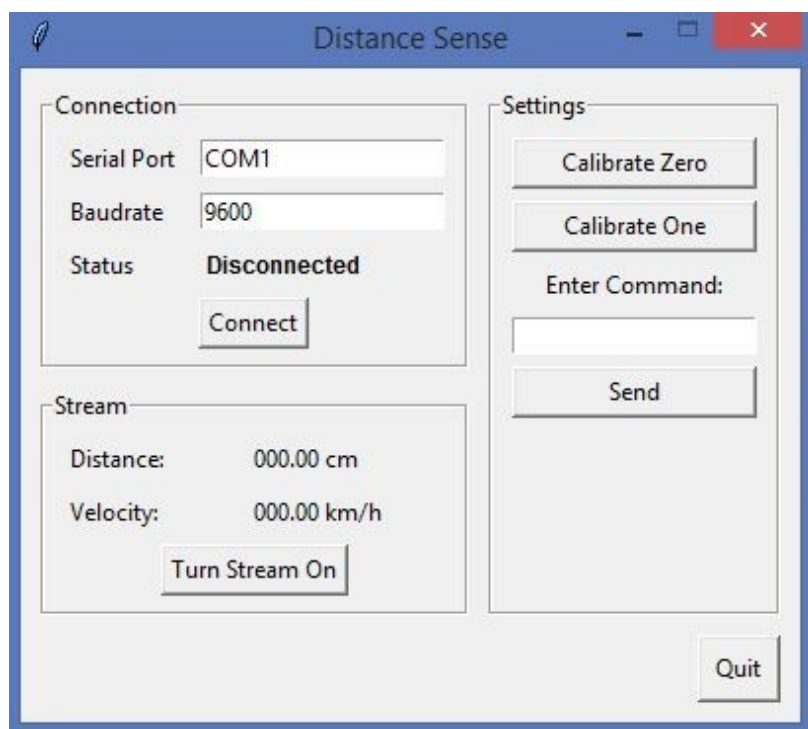 Distance Sense
Connection
Serial Port COM1
Baudrate 9600
Status Disconnected
Connect
Stream
Distance: 000.00 cm
Velocity: 000.00 km/h
Turn Stream On
Settings
Calibrate Zero
Calibrate One
Enter Command:
Send
Quit